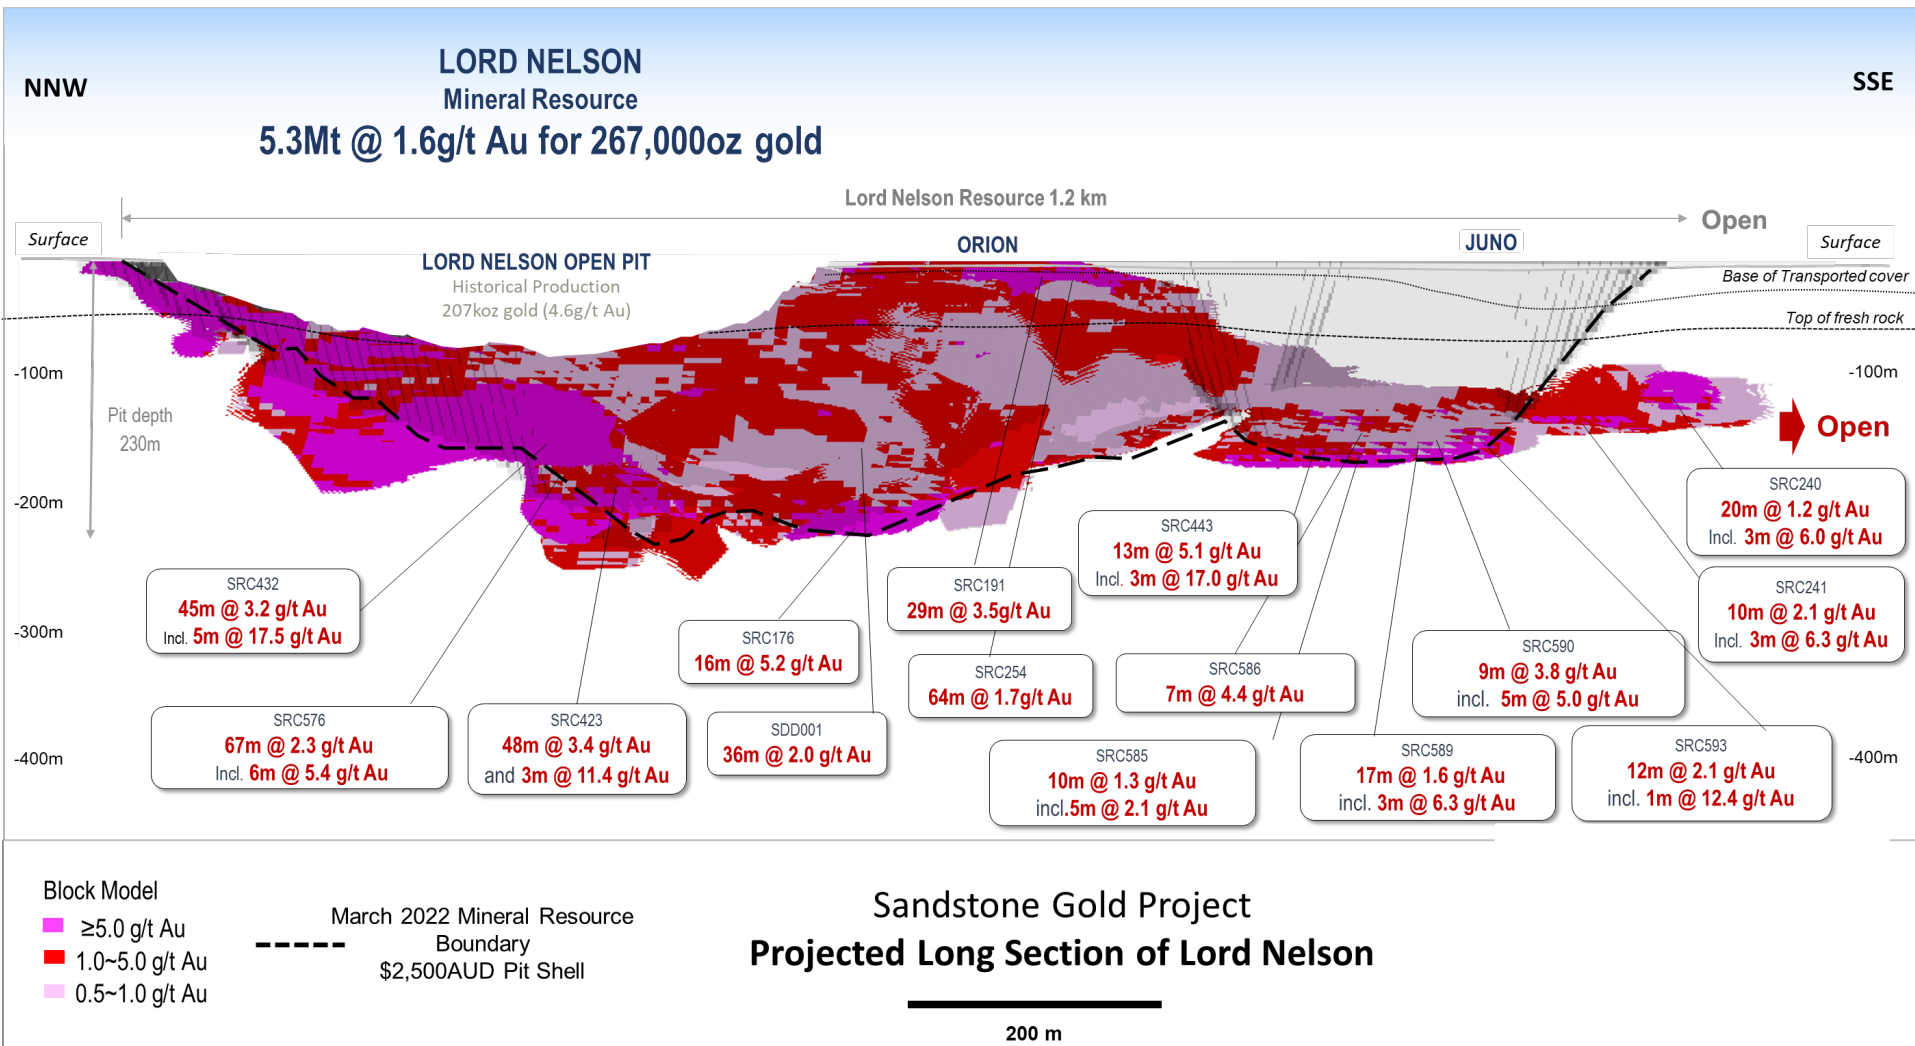 NNW
LORD NELSON
Mineral Resource
5.3Mt @ 1.6g/t Au for 267,000oz gold
SSE
Lord Nelson Resource 1.2 km
Open
Surface
LORD NELSON OPEN PIT
Historical Production
207koz gold (4.6g/t Au)
ORION
JUNO
Surface
Base of Transported cover
Top of fresh rock
-100m
-100m
Pit depth
230m
Open
-200m
-300m
-400m
-400m
SRC432
45m @ 3.2 g/t Au
Incl. 5m @ 17.5 g/t Au
SRC576
67m @ 2.3 g/t Au
Incl. 6m @ 5.4 g/t Au
SRC423
48m @ 3.4 g/t Au
and 3m @ 11.4 g/t Au
SRC176
16m @ 5.2 g/t Au
SDD001
36m @ 2.0 g/t Au
SRC191
29m @ 3.5g/t Au
SRC254
64m @ 1.7g/t Au
SRC443
13m @ 5.1 g/t Au
Incl. 3m @ 17.0 g/t Au
SRC586
7m @ 4.4 g/t Au
SRC585
10m @ 1.3 g/t Au
incl.5m @ 2.1 g/t Au
SRC589
17m @ 1.6 g/t Au
incl. 3m @ 6.3 g/t Au
SRC590
9m @ 3.8 g/t Au
incl. 5m @ 5.0 g/t Au
SRC593
12m @ 2.1 g/t Au
incl. 1m @ 12.4 g/t Au
SRC240
20m @ 1.2 g/t Au
Incl. 3m @ 6.0 g/t Au
SRC241
10m @ 2.1 g/t Au
Incl. 3m @ 6.3 g/t Au
Block Model
≥5.0 g/t Au
1.0~5.0 g/t Au
0.5~1.0 g/t Au
March 2022 Mineral Resource
Boundary
$2,500AUD Pit Shell
Sandstone Gold Project
Projected Long Section of Lord Nelson
200 m